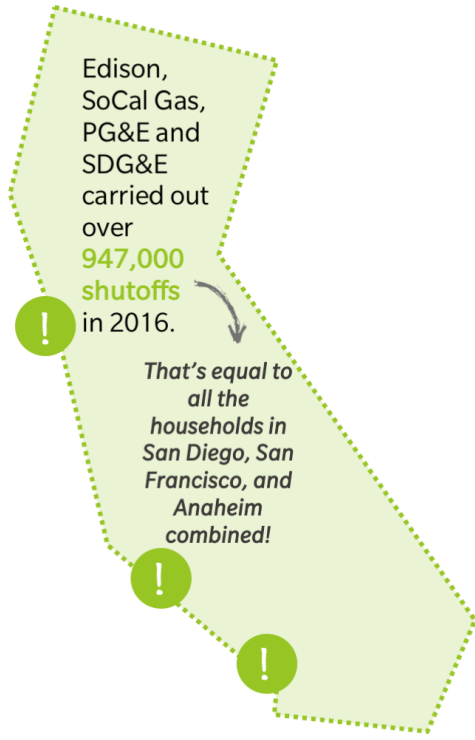 Edison,
SoCal Gas,
PG&E and
SDG&E
carried out
over
947,000
shutoffs
in 2016.
!
That's equal to
all the
households in
San Diego, San
Francisco, and
Anaheim
combined!
!
!